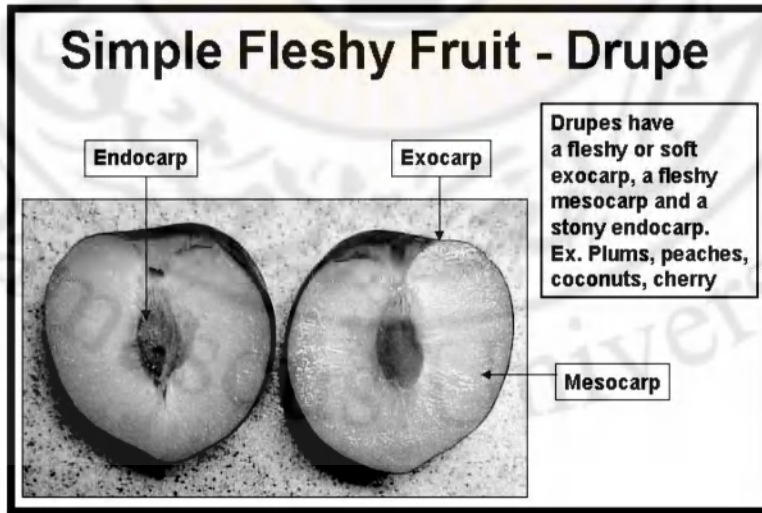 Simple Fleshy Fruit - Drupe
Endocarp
Exocarp
Drupes have
a fleshy or soft
exocarp, a fleshy
mesocarp and a
stony endocarp.
Ex. Plums, peaches,
coconuts, cherry
Mesocarp